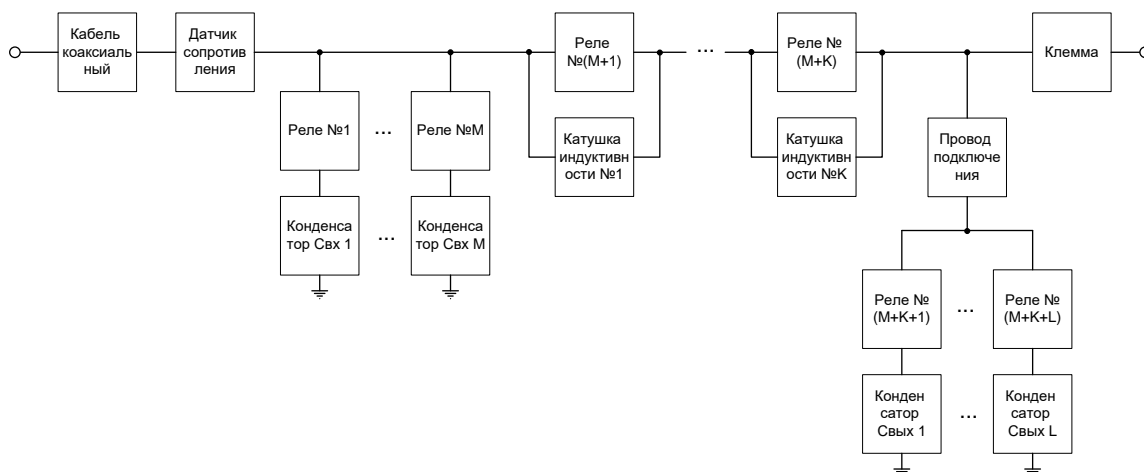 Кабель
коаксиаль
ный
Датчик
сопротив
ления
Реле
№(M+1)
...
Реле №
(M+K)
Клемма
Реле №1
...
Реле №M
Катушка
индуктивн
ости №1
Катушка
индуктивн
ости №K
Провод
подключе
ния
Конденса
тор Свх 1
...
Конденса
тор Свх М
Реле №
(M+K+1)
...
Реле №
(M+K+L)
Конден
сатор
Свых 1
...
Конден
сатор
Свых L